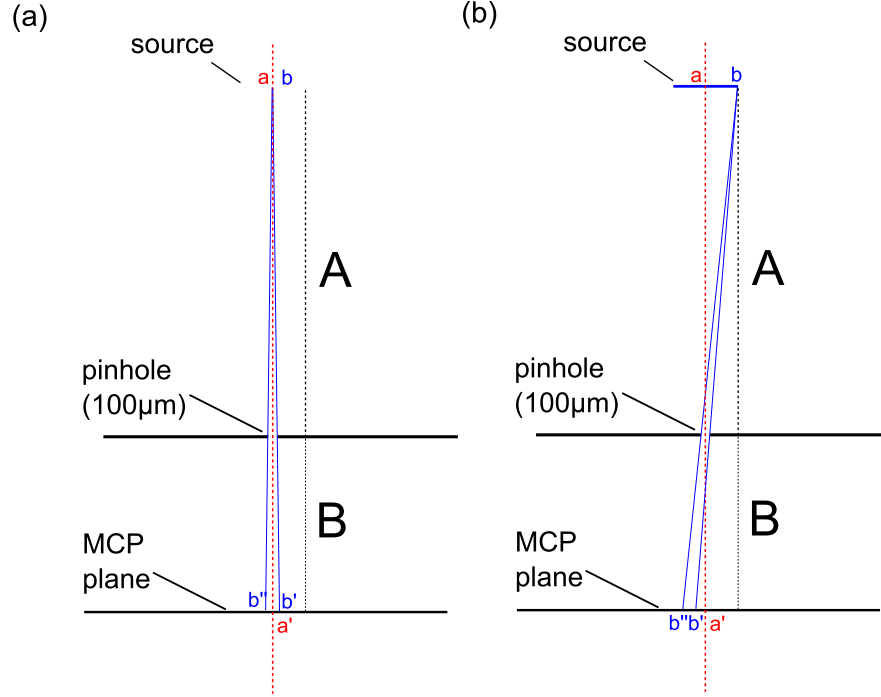 (a)
source
a
b
A
pinhole
(100µm)
B
MCP
plane
b" b'
a'
(b)
source
a
b
A
pinhole
(100µm)
B
MCP
plane
b"b' a'